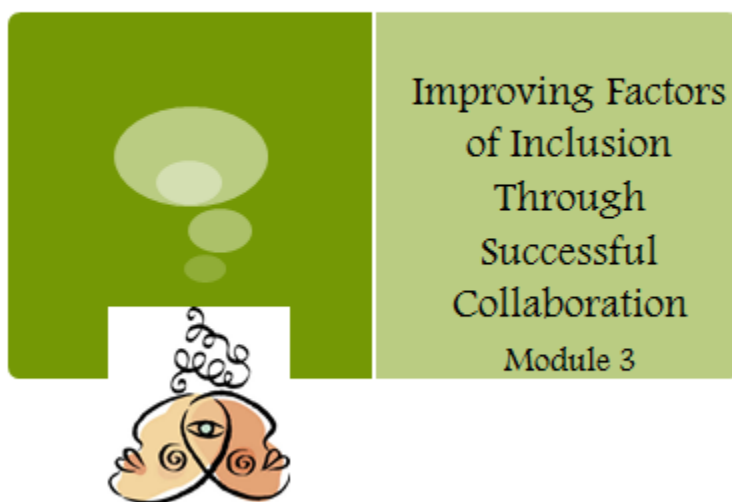 Improving Factors
of Inclusion
Through
Successful
Collaboration
Module 3